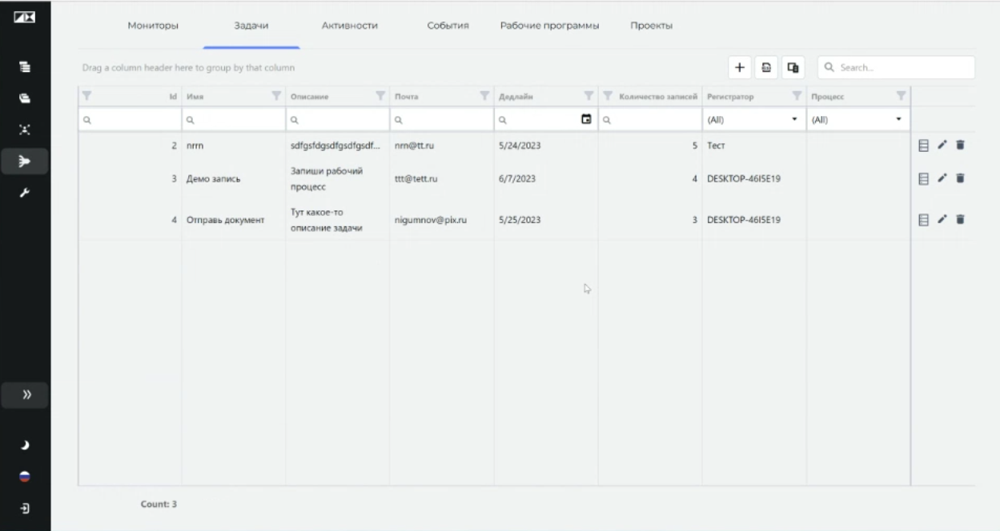 Мониторы Задачи Активности События Рабочие программы Проекты
Drag a column header here to group by that column Search...
Id Имя Описание Почта Дедлайн Количество записей Регистратор Процесс
(All) (All)
2 nrrn sdfgsfdgsdfgsdfgsdf... nrn@tt.ru 5/24/2023 5 Тест
3 Демо запись Запиши рабочий процесс ttt@tett.ru 6/7/2023 4 DESKTOP-46I5E19
4 Отправь документ Тут какое-то описание задачи nigumnov@pix.ru 5/25/2023 3 DESKTOP-46I5E19
Count: 3